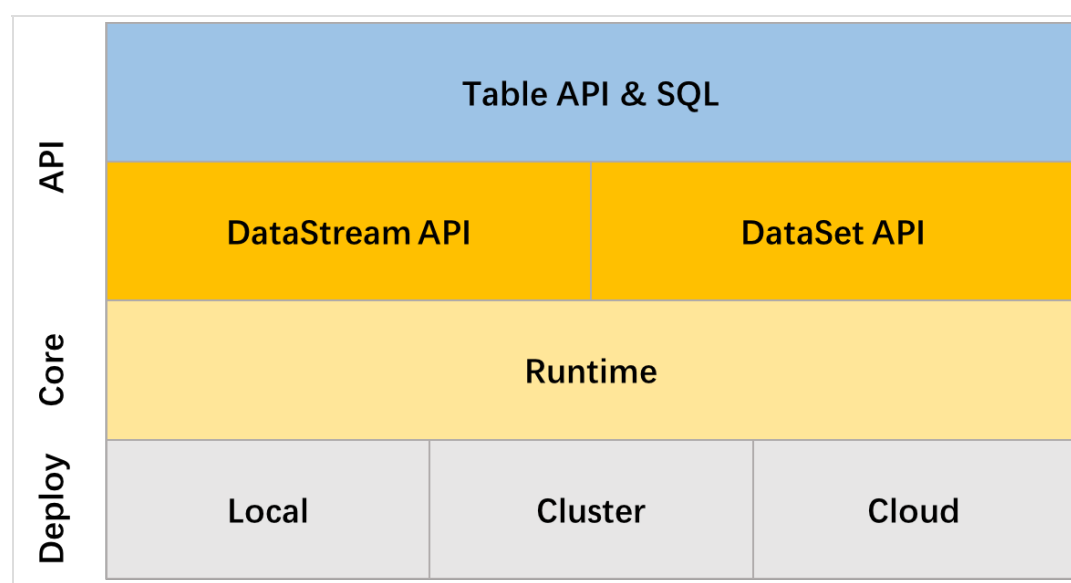 API
Table API & SQL
DataStream API
DataSet API
Core
Runtime
Deploy
Local
Cluster
Cloud